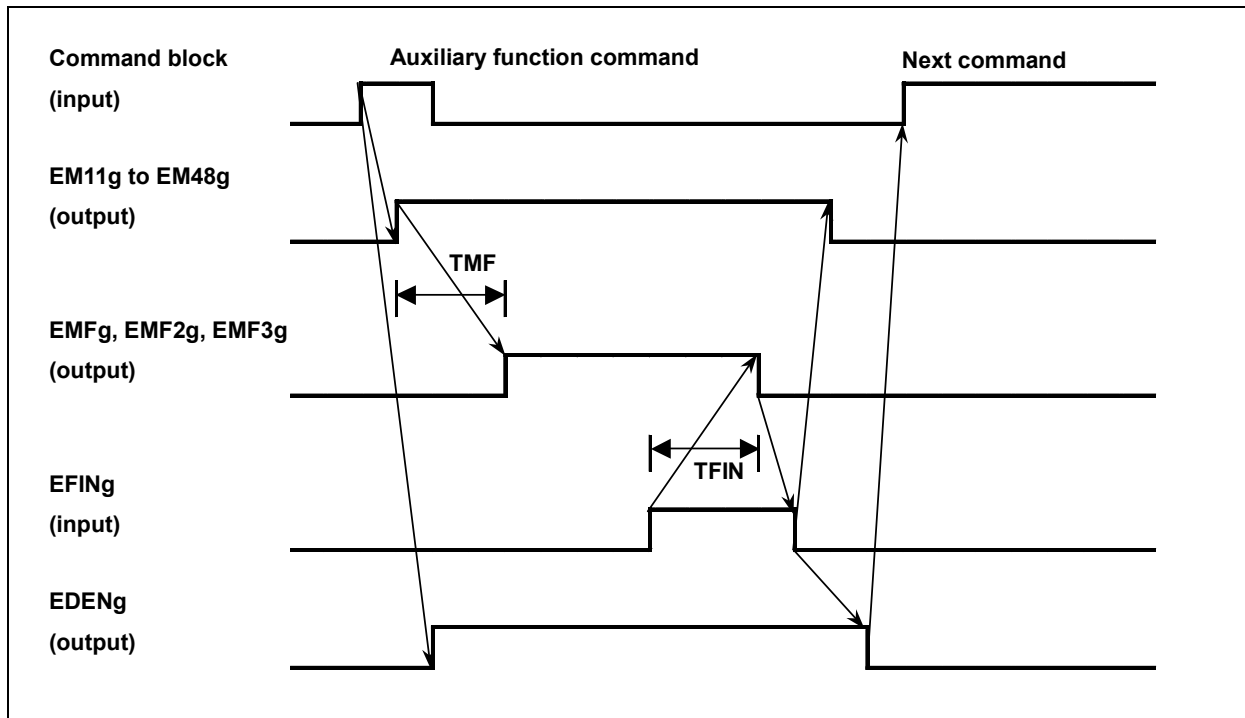 Command block
(input)
Auxiliary function command
Next command
EM11g to EM48g
(output)
TMF
EMFg, EMF2g, EMF3g
(output)
TFIN
EFINg
(input)
EDENg
(output)